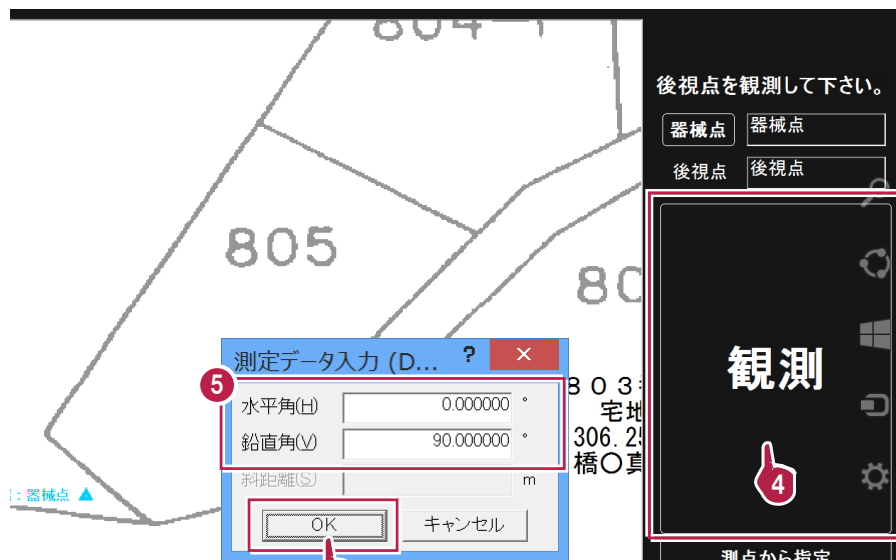 804-1
後視点を観測して下さい。
器械点 器械点
後視点 後視点
805
80
測定データ入力 (D... ? ×
5
水平角(H) 0.000000 °
鉛直角(V) 90.000000 °
斜距離(S) m
OK キャンセル
803
宅地
306.25
橋〇真
観測
4
:器械点
測点から指定